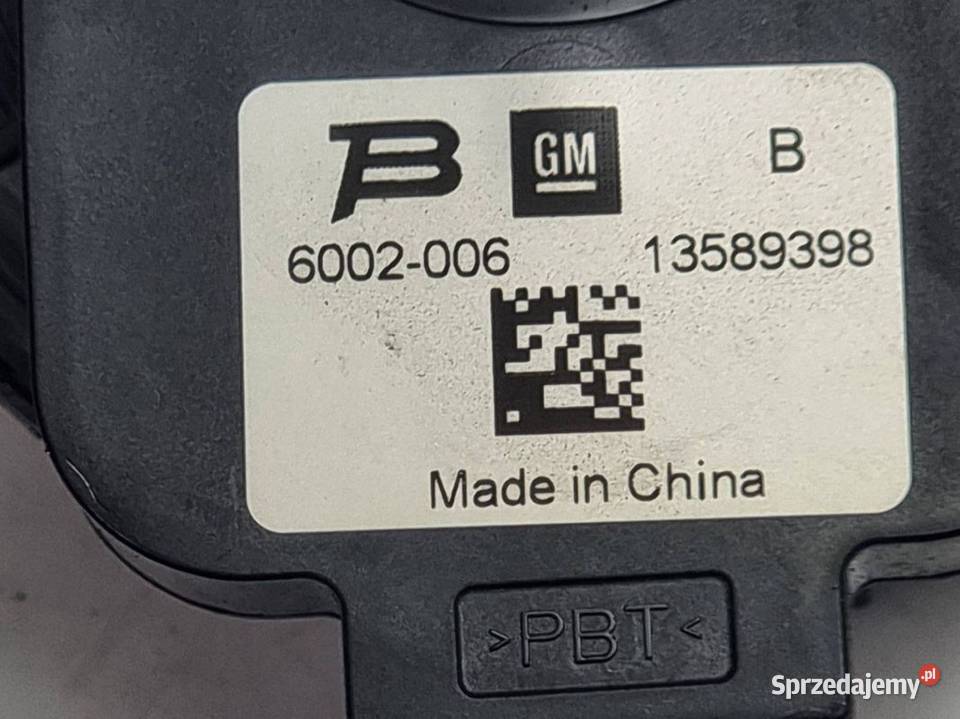 B GM B
6002-006 13589398
Made in China
>PBT<
Sprzedajemy.pl